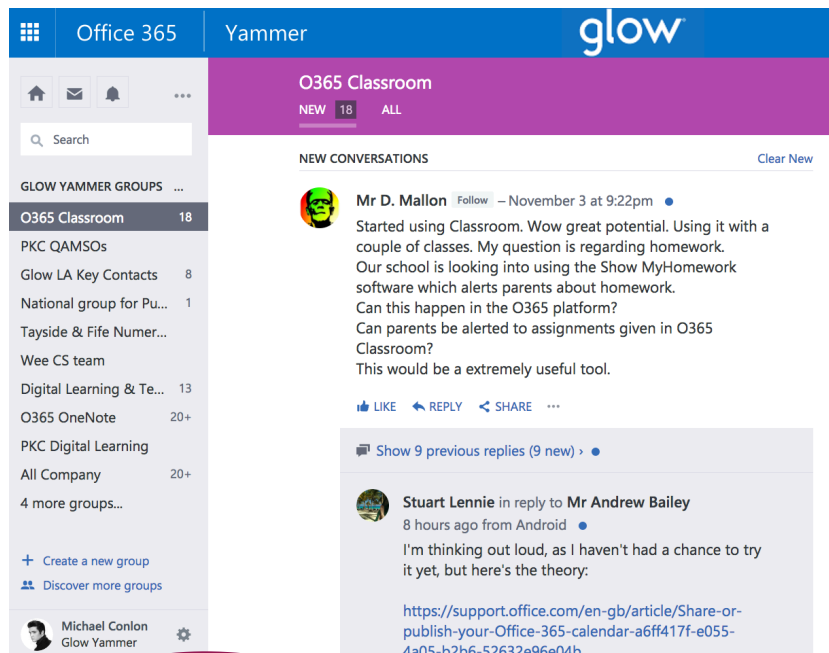 Office 365
Yammer
glow
Search
GLOW YAMMER GROUPS ...
O365 Classroom 18
PKC QAMSOs
Glow LA Key Contacts 8
National group for Pu... 1
Tayside & Fife Numer...
Wee CS team
Digital Learning & Te... 13
O365 OneNote 20+
PKC Digital Learning
All Company 20+
4 more groups...
+ Create a new group
Discover more groups
Michael Conlon
Glow Yammer
O365 Classroom
NEW 18 ALL
NEW CONVERSATIONS Clear New
Mr D. Mallon Follow – November 3 at 9:22pm
Started using Classroom. Wow great potential. Using it with a
couple of classes. My question is regarding homework.
Our school is looking into using the Show MyHomework
software which alerts parents about homework.
Can this happen in the O365 platform?
Can parents be alerted to assignments given in O365
Classroom?
This would be a extremely useful tool.
LIKE REPLY SHARE ...
Show 9 previous replies (9 new) ›
Stuart Lennie in reply to Mr Andrew Bailey
8 hours ago from Android
I'm thinking out loud, as I haven't had a chance to try
it yet, but here's the theory:
https://support.office.com/en-gb/article/Share-or-
publish-your-Office-365-calendar-a6ff417f-e055-
4a05-b2b6-52632e96e04b